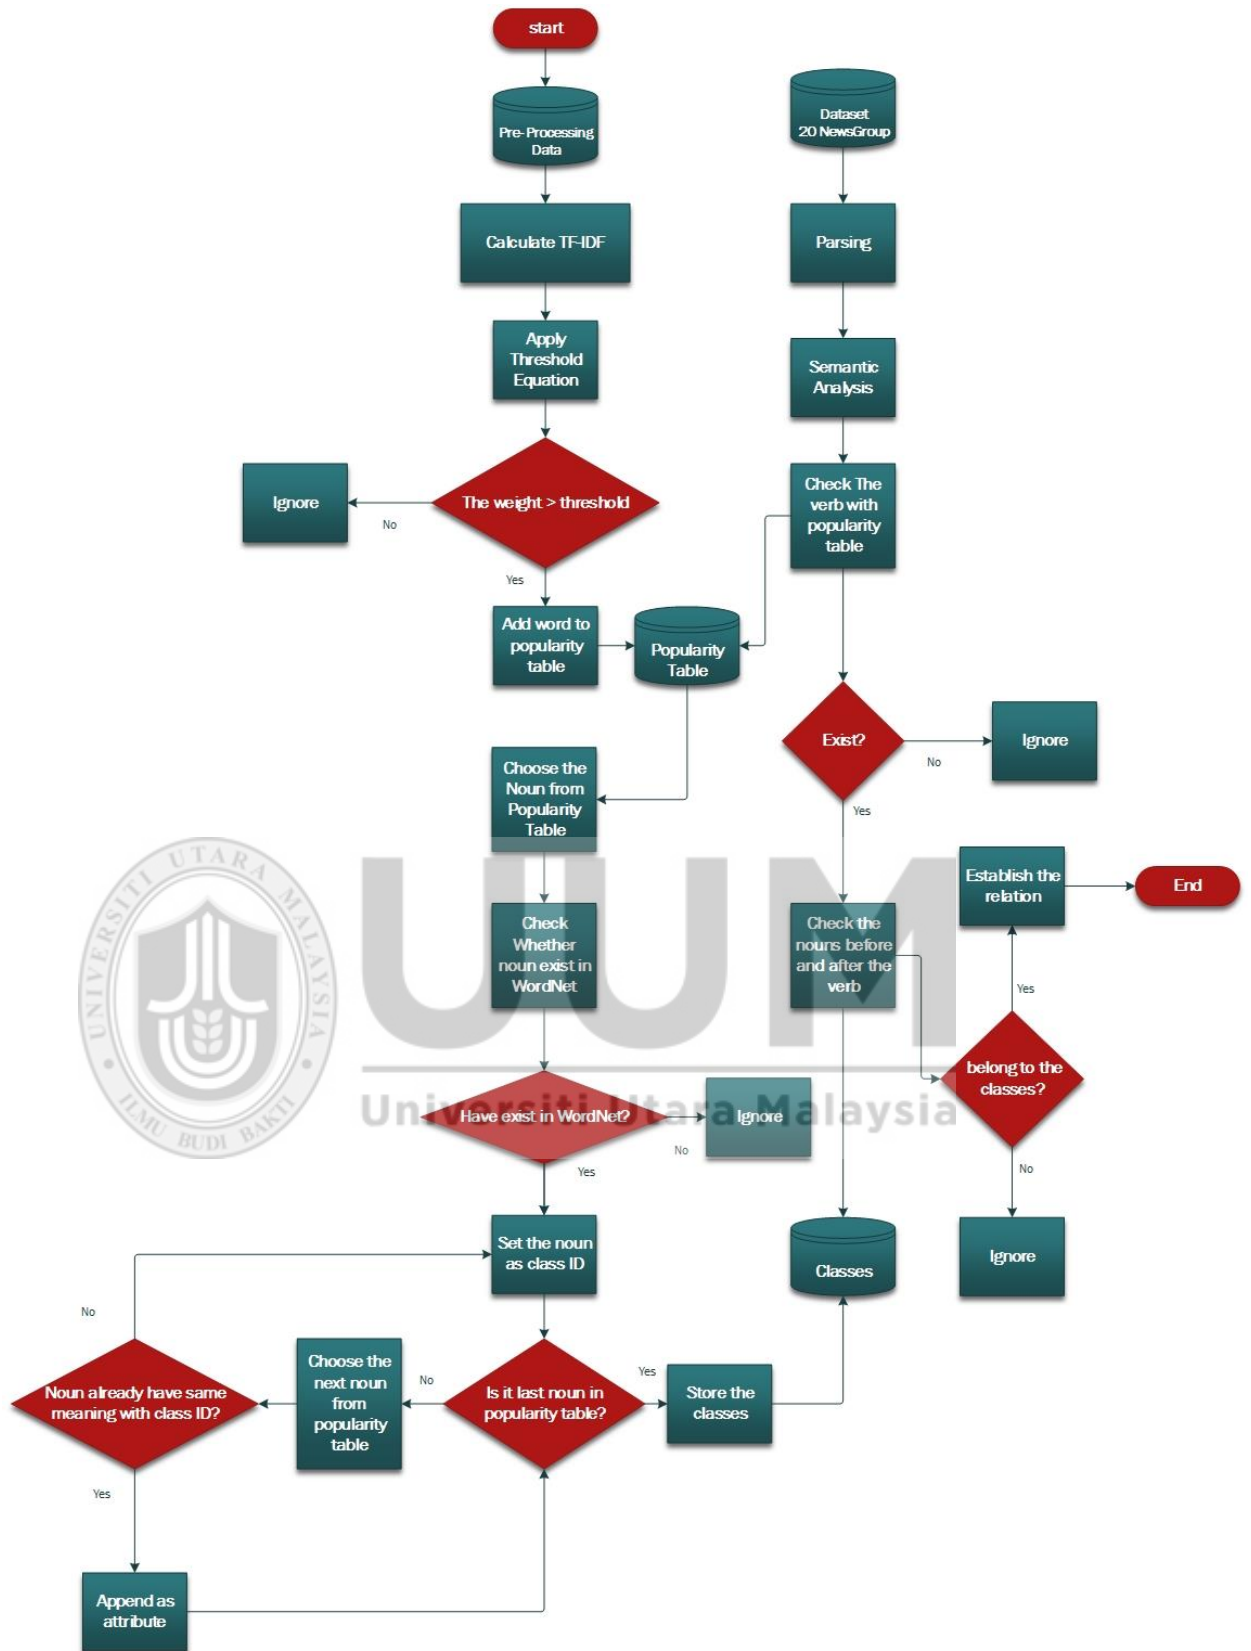 start
Pre-Processing
Data
Dataset
20 NewsGroup
Calculate TF-IDF
Parsing
Apply
Threshold
Equation
Semantic
Analysis
Ignore
No
The weight > threshold
Yes
Check The
verb with
popularity
table
Add word to
popularity
table
Popularity
Table
Exist?
No
Ignore
Yes
Choose the
Noun from
Popularity
Table
Establish the
relation
End
Check
Whether
noun exist in
WordNet
Check the
nouns before
and after the
verb
Yes
belong to the
classes?
No
Ignore
UNIVERSITI UTARA MALAYSIA
ILMU BUDI BAKTI
UUM
Universiti Utara Malaysia
Have exist in WordNet?
No
Ignore
Yes
Set the noun
as class ID
Classes
No
Noun already have same
meaning with class ID?
Choose the
next noun
from
popularity
table
No
Is it last noun in
popularity table?
Yes
Store the
classes
Yes
Append as
attribute